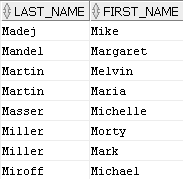 LAST_NAME FIRST_NAME
Madej Mike
Mandel Margaret
Martin Melvin
Martin Maria
Masser Michelle
Miller Morty
Miller Mark
Miroff Michael